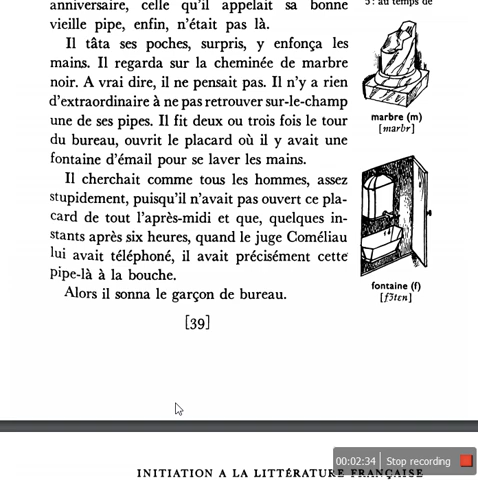 anniversaire, celle qu'il appelait sa bonne
vieille pipe, enfin, n'était pas là.
Il tâta ses poches, surpris, y enfonça les
mains. Il regarda sur la cheminée de marbre
noir. A vrai dire, il ne pensait pas. Il n'y a rien
d'extraordinaire à ne pas retrouver sur-le-champ
une de ses pipes. Il fit deux ou trois fois le tour
du bureau, ouvrit le placard où il y avait une
fontaine d'émail pour se laver les mains.
Il cherchait comme tous les hommes, assez
stupidement, puisqu'il n'avait pas ouvert ce pla-
card de tout l'après-midi et que, quelques in-
stants après six heures, quand le juge Coméliau
lui avait téléphoné, il avait précisément cette
pipe-là à la bouche.
Alors il sonna le garçon de bureau.
[39]
5 : au temps de
marbre (m)
[marbr]
fontaine (f)
[fɔ̃tɛn]
00:02:34 Stop recording
INITIATION A LA LITTÉRATURE FRANÇAISE